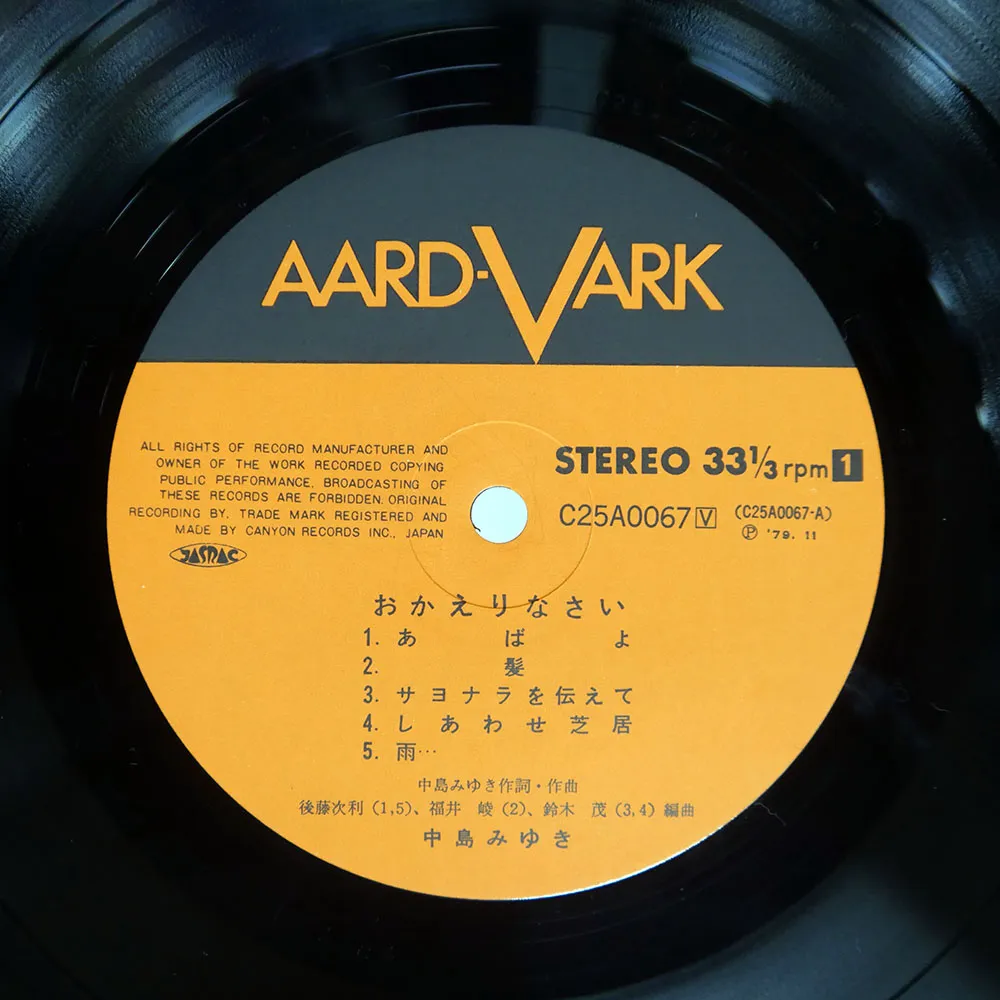 AARD-VARK
ALL RIGHTS OF RECORD MANUFACTURER AND
OWNER OF THE WORK RECORDED COPYING
PUBLIC PERFORMANCE, BROADCASTING OF
THESE RECORDS ARE FORBIDDEN. ORIGINAL
RECORDING BY, TRADE MARK REGISTERED AND
MADE BY CANYON RECORDS INC., JAPAN
JASRAC
STEREO 33 1/3 rpm 1
C25A0067 V (C25A0067-A)
Ⓟ '79. 11
おかえりなさい
1. あばよ
2. 髪
3. サヨナラを伝えて
4. しあわせ芝居
5. 雨…
中島みゆき作詞・作曲
後藤次利 (1,5)、福井 崚 (2)、鈴木 茂 (3,4) 編曲
中島みゆき